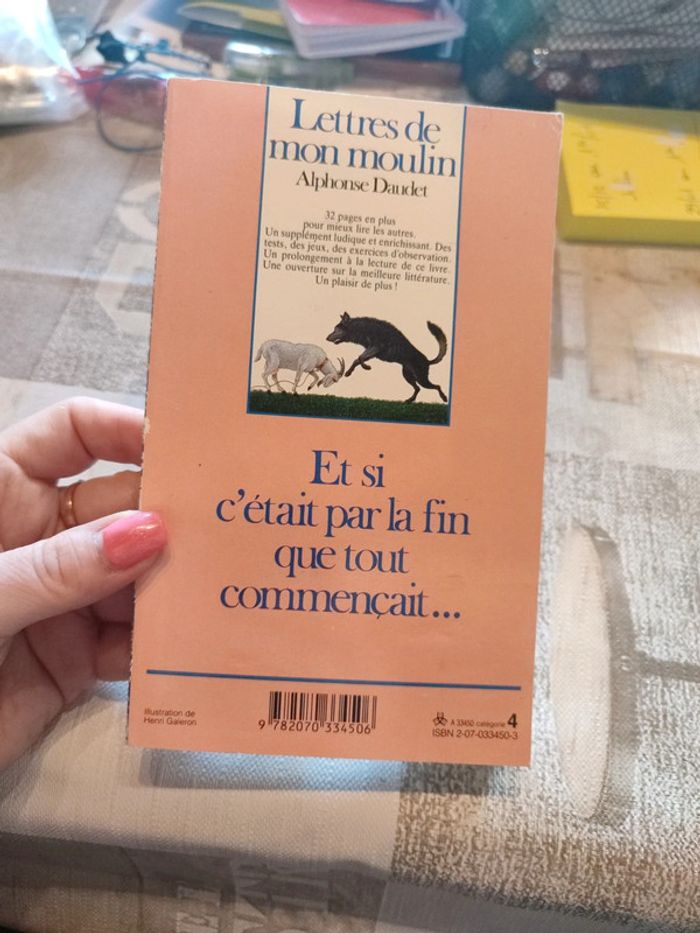 Lettres de
mon moulin
Alphonse Daudet
32 pages en plus
pour mieux lire les autres.
Un supplément ludique et enrichissant. Des
tests, des jeux, des exercices d'observation.
Un prolongement à la lecture de ce livre.
Une ouverture sur la meilleure littérature.
Un plaisir de plus !
Et si
c'était par la fin
que tout
commençait...
Illustration de
Henri Galeron
9 782070 334506
A 33450 catégorie 4
ISBN 2-07-033450-3